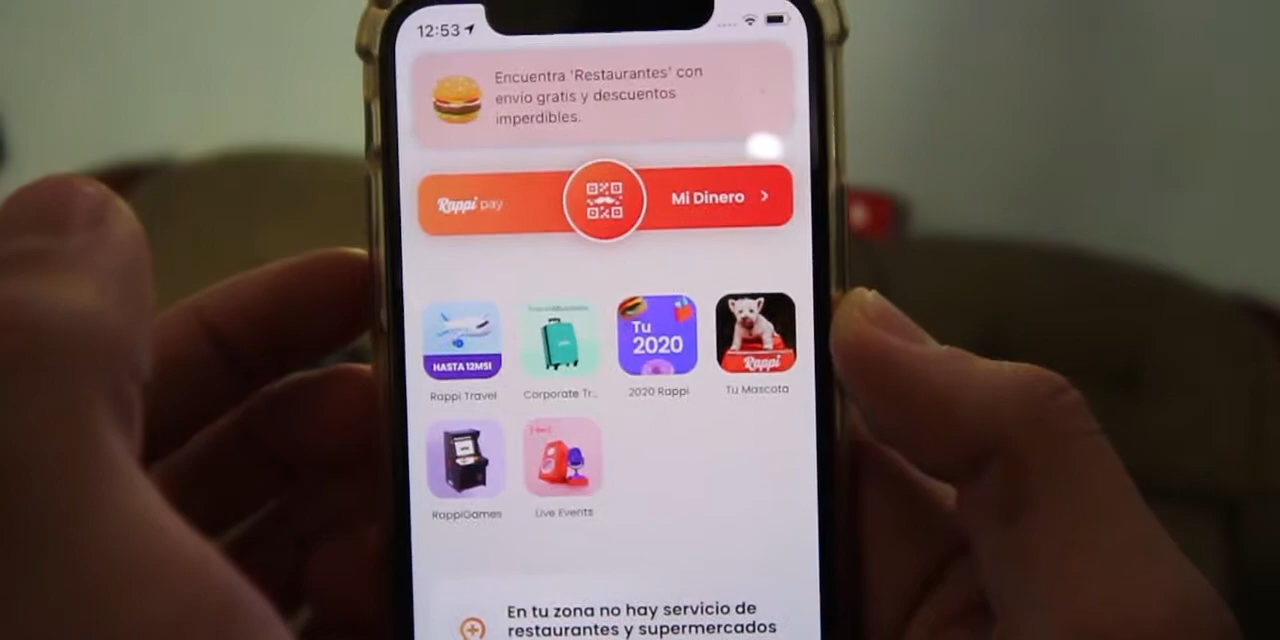 12:53
Encuentra 'Restaurantes' con
envío gratis y descuentos
imperdibles.
Rappi pay
Mi Dinero
HASTA 12MSI
Tu
2020
Rappi
Rappi Travel
Corporate Tr...
2020 Rappi
Tu Mascota
RappiGames
Live Events
En tu zona no hay servicio de
restaurantes y supermercados